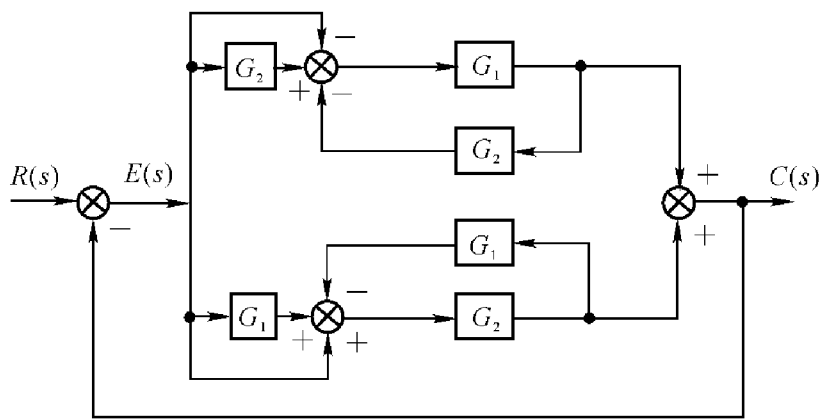 −
G₂
+
−
G₁
G₂
R(s)
E(s)
−
+
C(s)
+
G₁
−
G₁
+
+
G₂